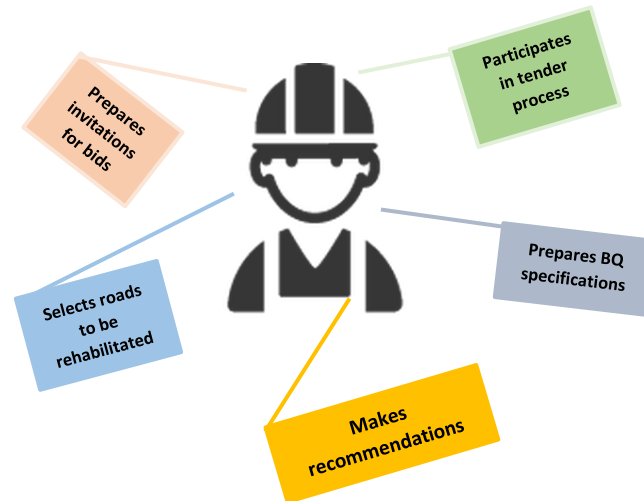 Prepares
invitations
for bids
Participates
in tender
process
Selects roads
to be
rehabilitated
Prepares BQ
specifications
Makes
recommendations